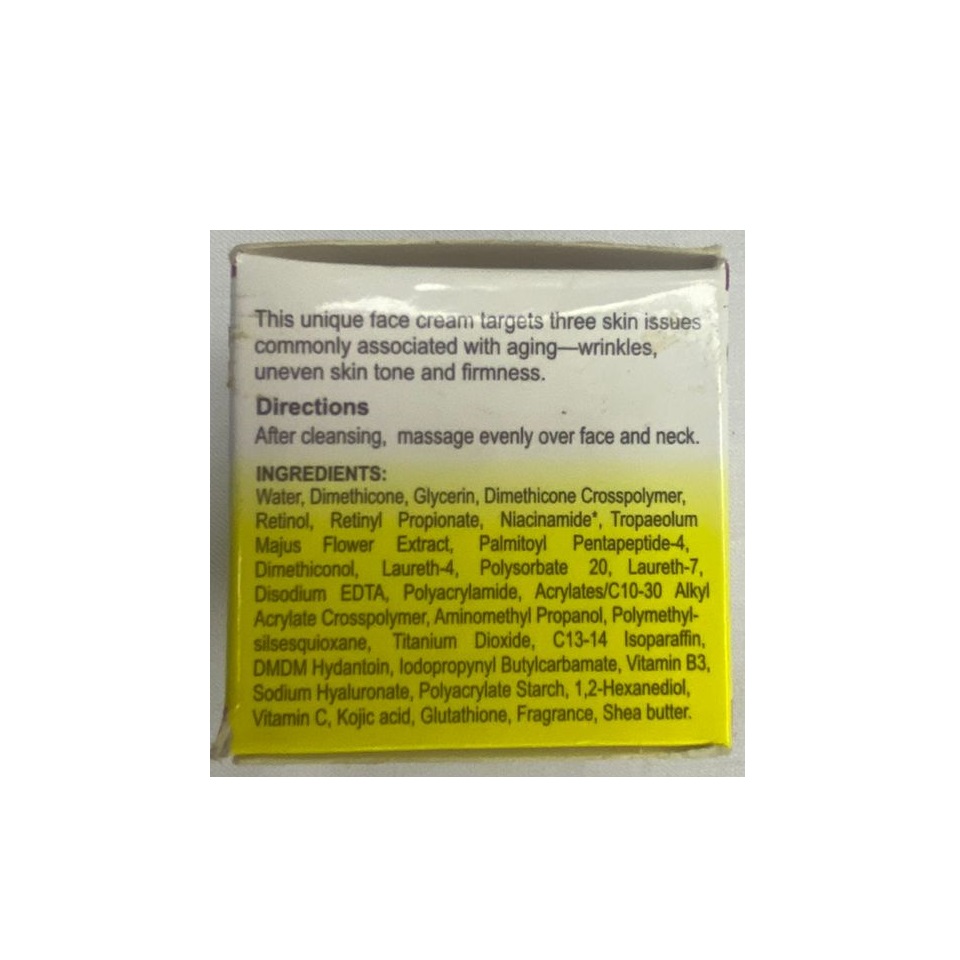 This unique face cream targets three skin issues
commonly associated with aging—wrinkles,
uneven skin tone and firmness.
Directions
After cleansing, massage evenly over face and neck.
INGREDIENTS:
Water, Dimethicone, Glycerin, Dimethicone Crosspolymer,
Retinol, Retinyl Propionate, Niacinamide*, Tropaeolum
Majus Flower Extract, Palmitoyl Pentapeptide-4,
Dimethiconol, Laureth-4, Polysorbate 20, Laureth-7,
Disodium EDTA, Polyacrylamide, Acrylates/C10-30 Alkyl
Acrylate Crosspolymer, Aminomethyl Propanol, Polymethyl-
silsesquioxane, Titanium Dioxide, C13-14 Isoparaffin,
DMDM Hydantoin, Iodopropynyl Butylcarbamate, Vitamin B3,
Sodium Hyaluronate, Polyacrylate Starch, 1,2-Hexanediol,
Vitamin C, Kojic acid, Glutathione, Fragrance, Shea butter.